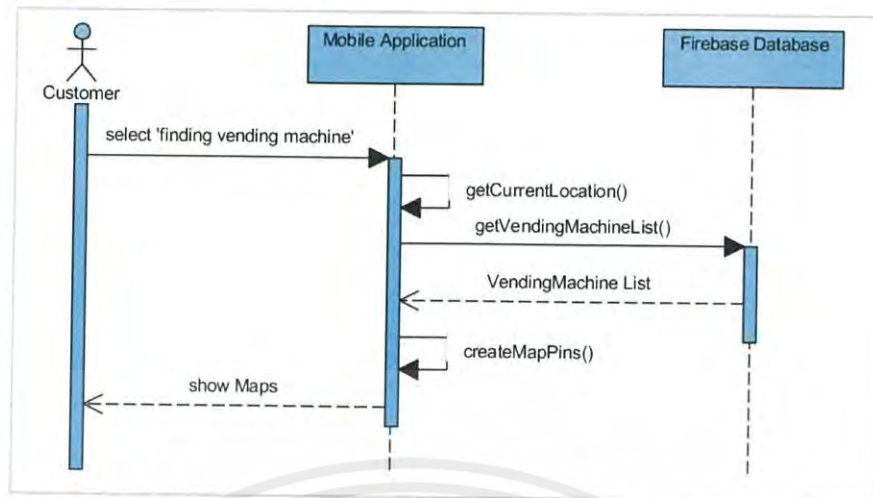 Mobile Application
Firebase Database
Customer
select 'finding vending machine'
getCurrentLocation()
getVendingMachineList()
VendingMachine List
createMapPins()
show Maps